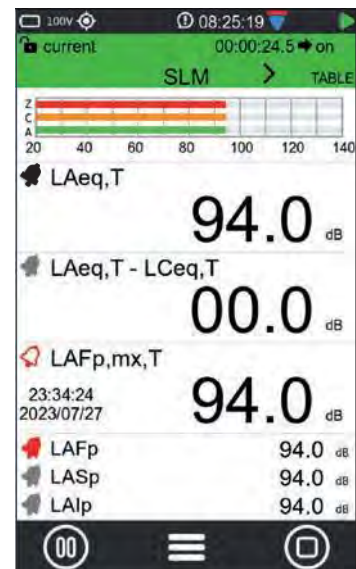 100V 08:25:19
current 00:00:24.5 on
SLM > TABLE
Z
C
A
20 40 60 80 100 120 140
LAeq,T
94.0 dB
LAeq,T - LCeq,T
00.0 dB
LAFp,mx,T
23:34:24
2023/07/27
94.0 dB
LAFp 94.0 dB
LASp 94.0 dB
LAIp 94.0 dB